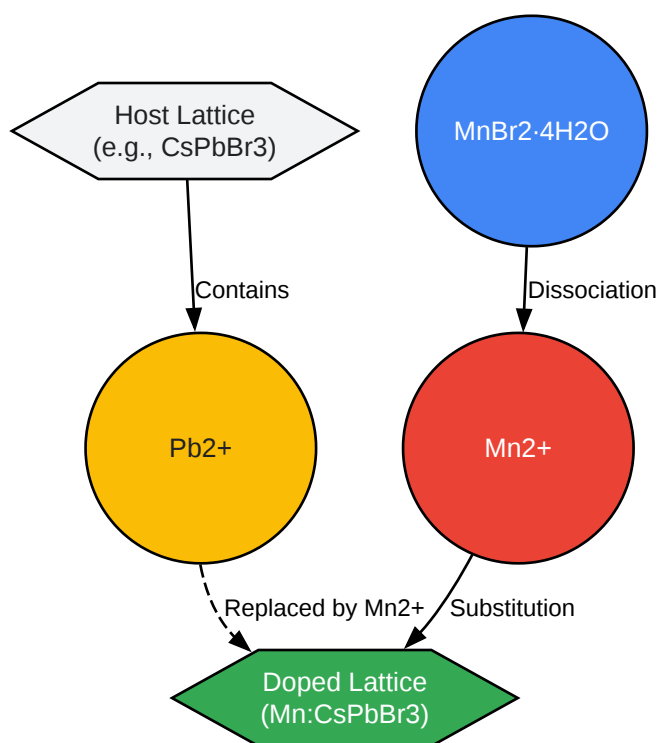 Host Lattice
(e.g., CsPbBr3)
MnBr2·4H2O
Contains
Dissociation
Pb2+
Mn2+
Replaced by Mn2+
Substitution
Doped Lattice
(Mn:CsPbBr3)